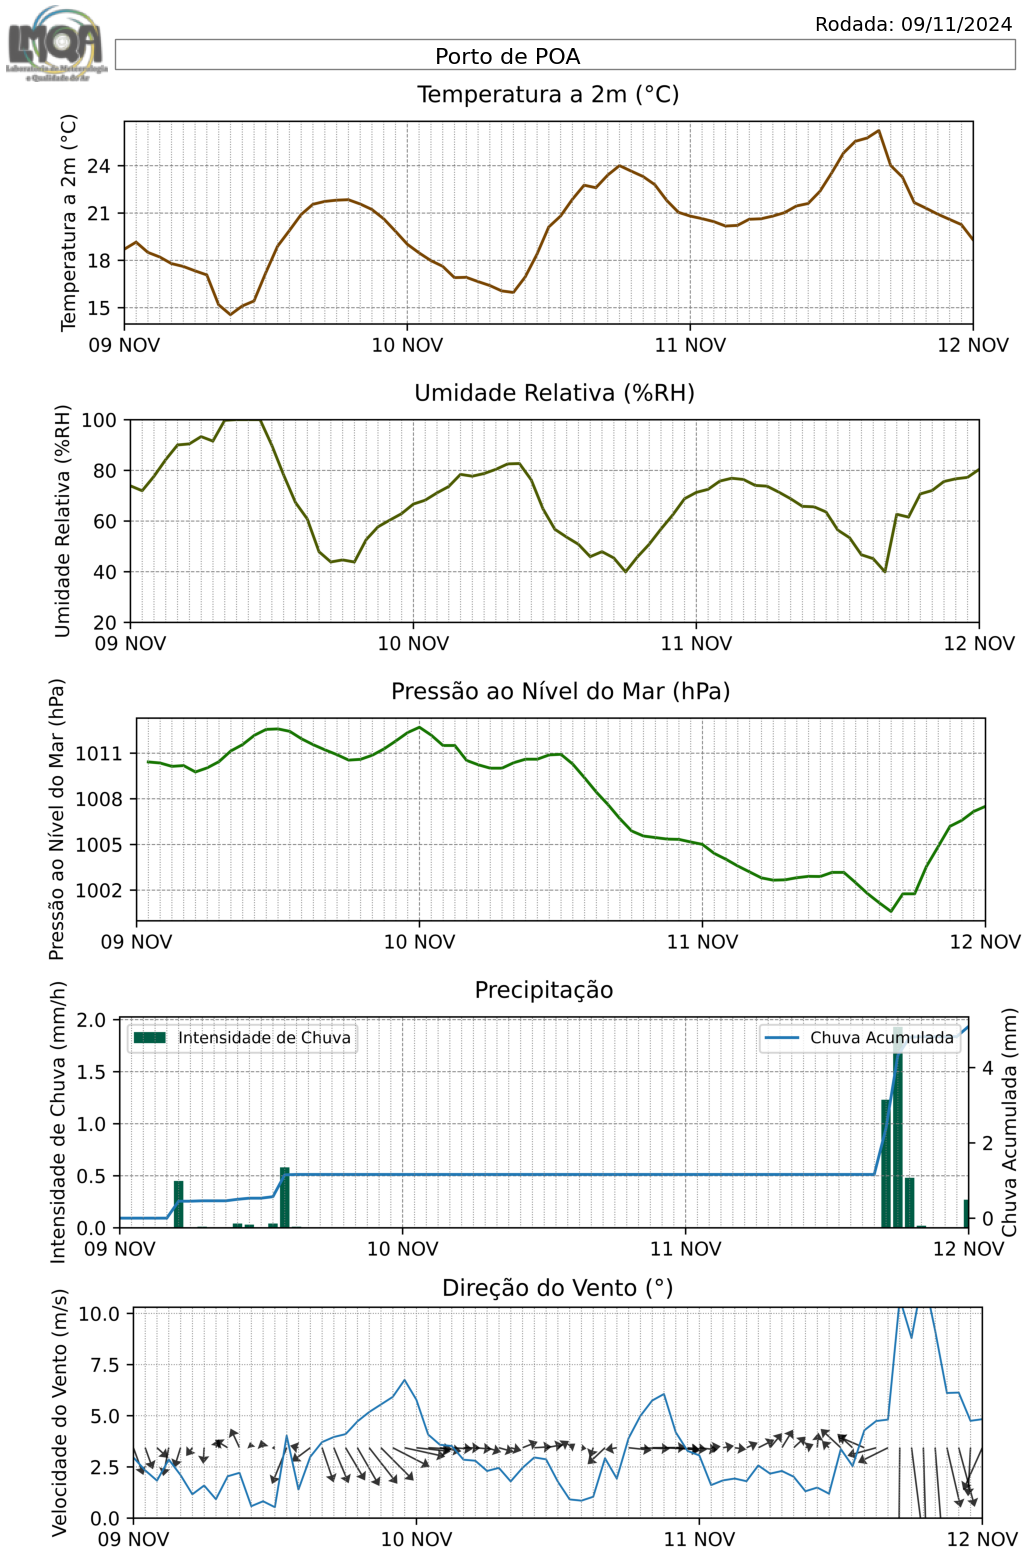 Rodada: 09/11/2024
LMQA
Laboratório de Meteorologia
e Qualidade do Ar
Porto de POA
Temperatura a 2m (°C)
Temperatura a 2m (°C)
24
21
18
15
09 NOV 10 NOV 11 NOV 12 NOV
Umidade Relativa (%RH)
Umidade Relativa (%RH)
100
80
60
40
20
09 NOV 10 NOV 11 NOV 12 NOV
Pressão ao Nível do Mar (hPa)
Pressão ao Nível do Mar (hPa)
1011
1008
1005
1002
09 NOV 10 NOV 11 NOV 12 NOV
Precipitação
Intensidade de Chuva (mm/h)
2.0
1.5
1.0
0.5
0.0
Intensidade de Chuva
Chuva Acumulada
4
2
0
Chuva Acumulada (mm)
09 NOV 10 NOV 11 NOV 12 NOV
Direção do Vento (°)
Velocidade do Vento (m/s)
10.0
7.5
5.0
2.5
0.0
09 NOV 10 NOV 11 NOV 12 NOV